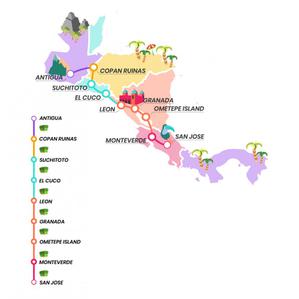 COPAN RUINAS
ANTIGUA
SUCHITOTO
EL CUCO
GRANADA
LEON
OMETEPE ISLAND
MONTEVERDE
SAN JOSE
ANTIGUA
COPAN RUINAS
SUCHITOTO
EL CUCO
LEON
GRANADA
OMETEPE ISLAND
MONTEVERDE
SAN JOSE